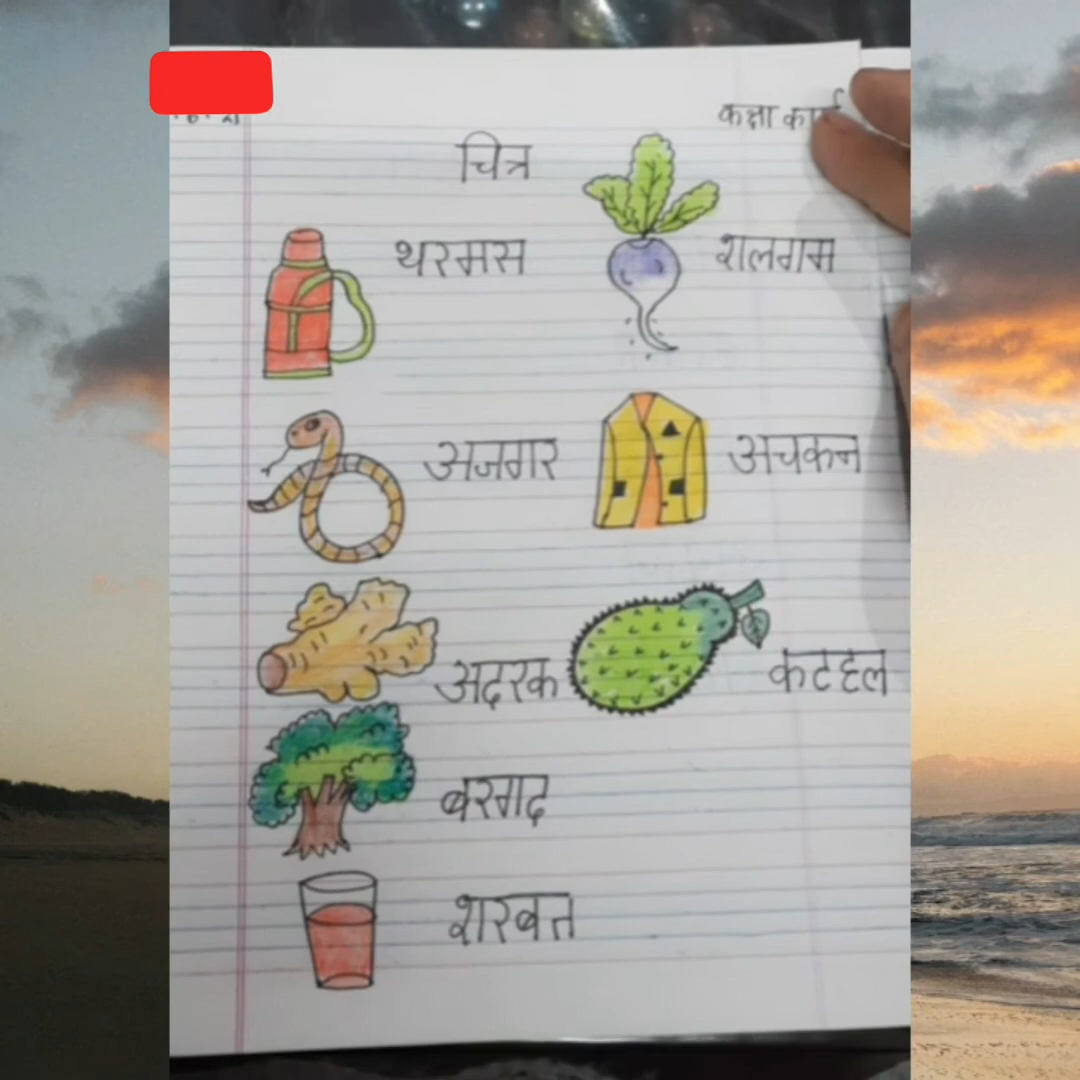 कक्षा कार्य
चित्र
थरमस शलगम
अजगर अचकन
अदरक कटहल
बरगद
शरबत